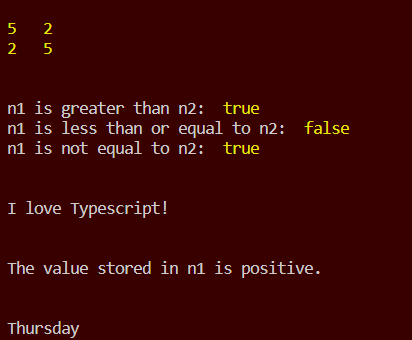 5 2
2 5
n1 is greater than n2: true
n1 is less than or equal to n2: false
n1 is not equal to n2: true
I love Typescript!
The value stored in n1 is positive.
Thursday